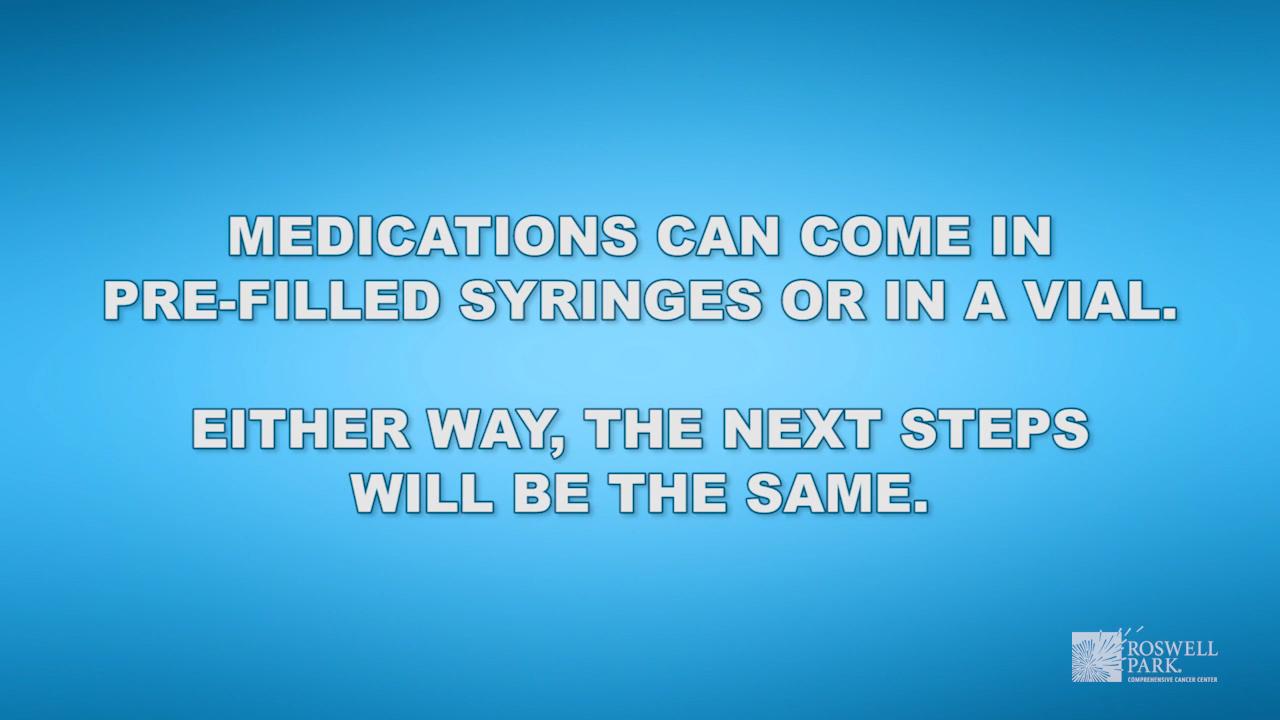 MEDICATIONS CAN COME IN
PRE-FILLED SYRINGES OR IN A VIAL.
EITHER WAY, THE NEXT STEPS
WILL BE THE SAME.
ROSWELL
PARK.
COMPREHENSIVE CANCER CENTER